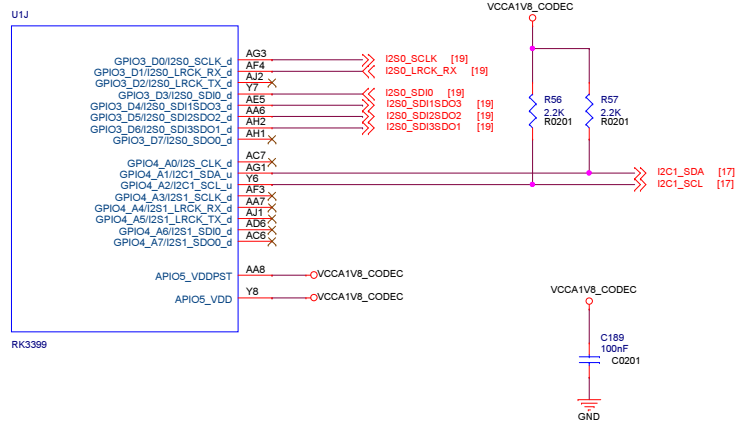 VCCA1V8_CODEC
U1J
GPIO3_D0/I2S0_SCLK_d AG3 I2S0_SCLK [19]
GPIO3_D1/I2S0_LRCK_RX_d AF4 I2S0_LRCK_RX [19]
GPIO3_D2/I2S0_LRCK_TX_d AJ2
GPIO3_D3/I2S0_SDI0_d Y7 I2S0_SDI0 [19]
GPIO3_D4/I2S0_SDI1SDO3_d AE5 I2S0_SDI1SDO3 [19]
GPIO3_D5/I2S0_SDI2SDO2_d AA6 I2S0_SDI2SDO2 [19]
GPIO3_D6/I2S0_SDI3SDO1_d AH2 I2S0_SDI3SDO1 [19]
GPIO3_D7/I2S0_SDO0_d AH1
R56 R57
2.2K 2.2K
R0201 R0201
GPIO4_A0/I2S_CLK_d AC7
GPIO4_A1/I2C1_SDA_u AG1 I2C1_SDA [17]
GPIO4_A2/I2C1_SCL_u Y6 I2C1_SCL [17]
GPIO4_A3/I2S1_SCLK_d AF3
GPIO4_A4/I2S1_LRCK_RX_d AA7
GPIO4_A5/I2S1_LRCK_TX_d AJ1
GPIO4_A6/I2S1_SDI0_d AD6
GPIO4_A7/I2S1_SDO0_d AC6
APIO5_VDDPST AA8 VCCA1V8_CODEC
APIO5_VDD Y8 VCCA1V8_CODEC
RK3399
VCCA1V8_CODEC
C189
100nF
C0201
GND